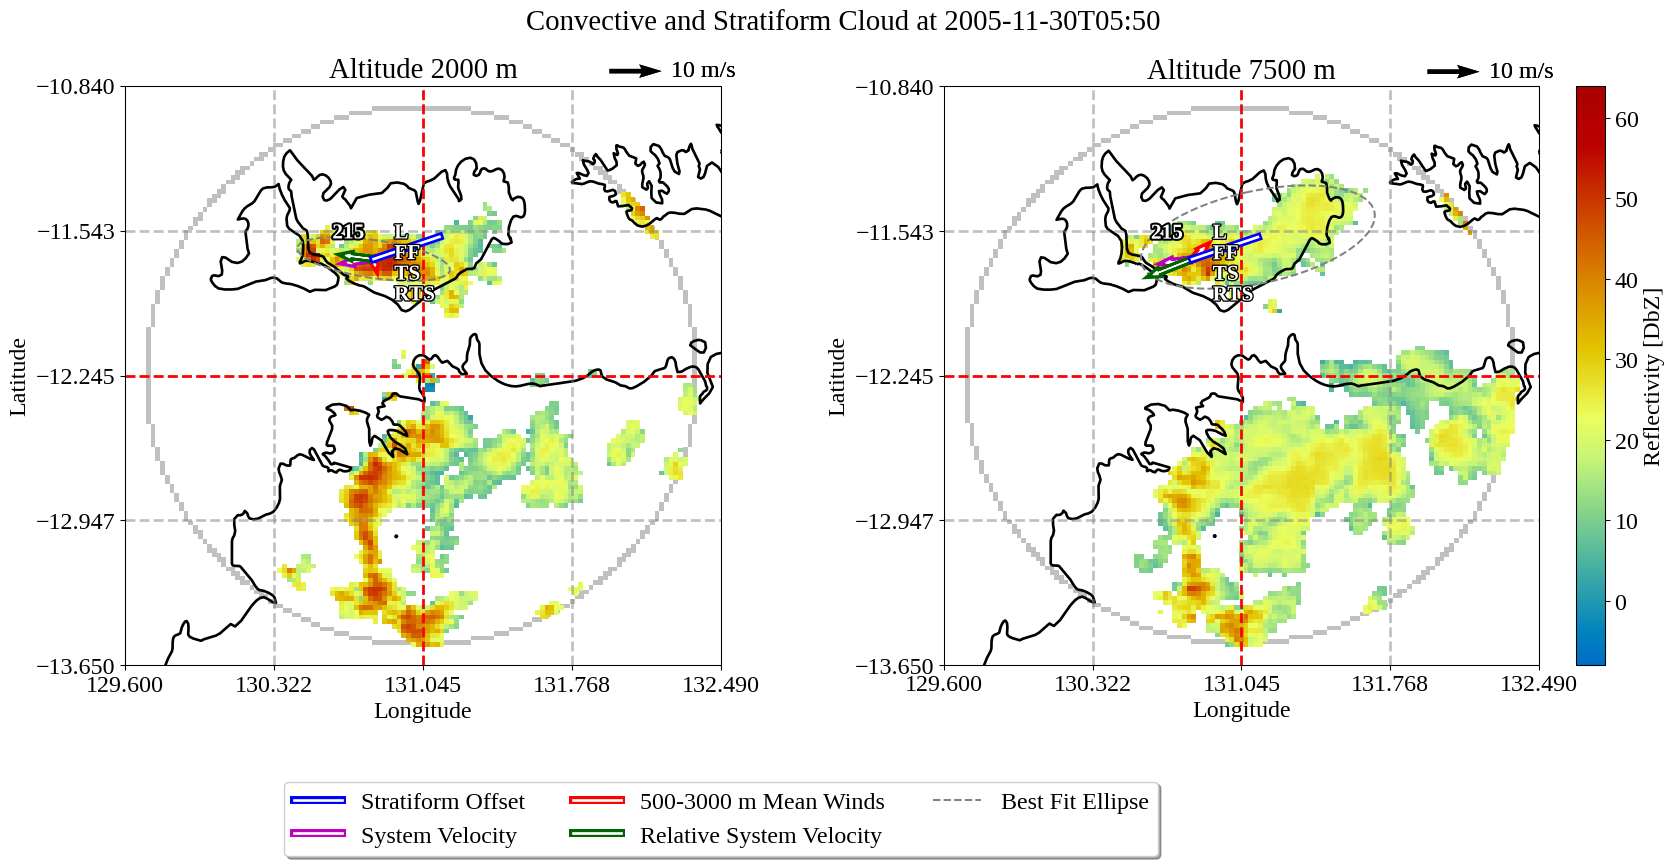 Convective and Stratiform Cloud at 2005-11-30T05:50
Altitude 2000 m
10 m/s
−10.840
−11.543
−12.245
−12.947
−13.650
129.600
130.322
131.045
131.768
132.490
Latitude
Longitude
215
L
FF
TS
RTS
Altitude 7500 m
10 m/s
−10.840
−11.543
−12.245
−12.947
−13.650
129.600
130.322
131.045
131.768
132.490
Latitude
Longitude
215
L
FF
TS
RTS
60
50
40
30
20
10
0
Reflectivity [DbZ]
Stratiform Offset
System Velocity
500-3000 m Mean Winds
Relative System Velocity
Best Fit Ellipse